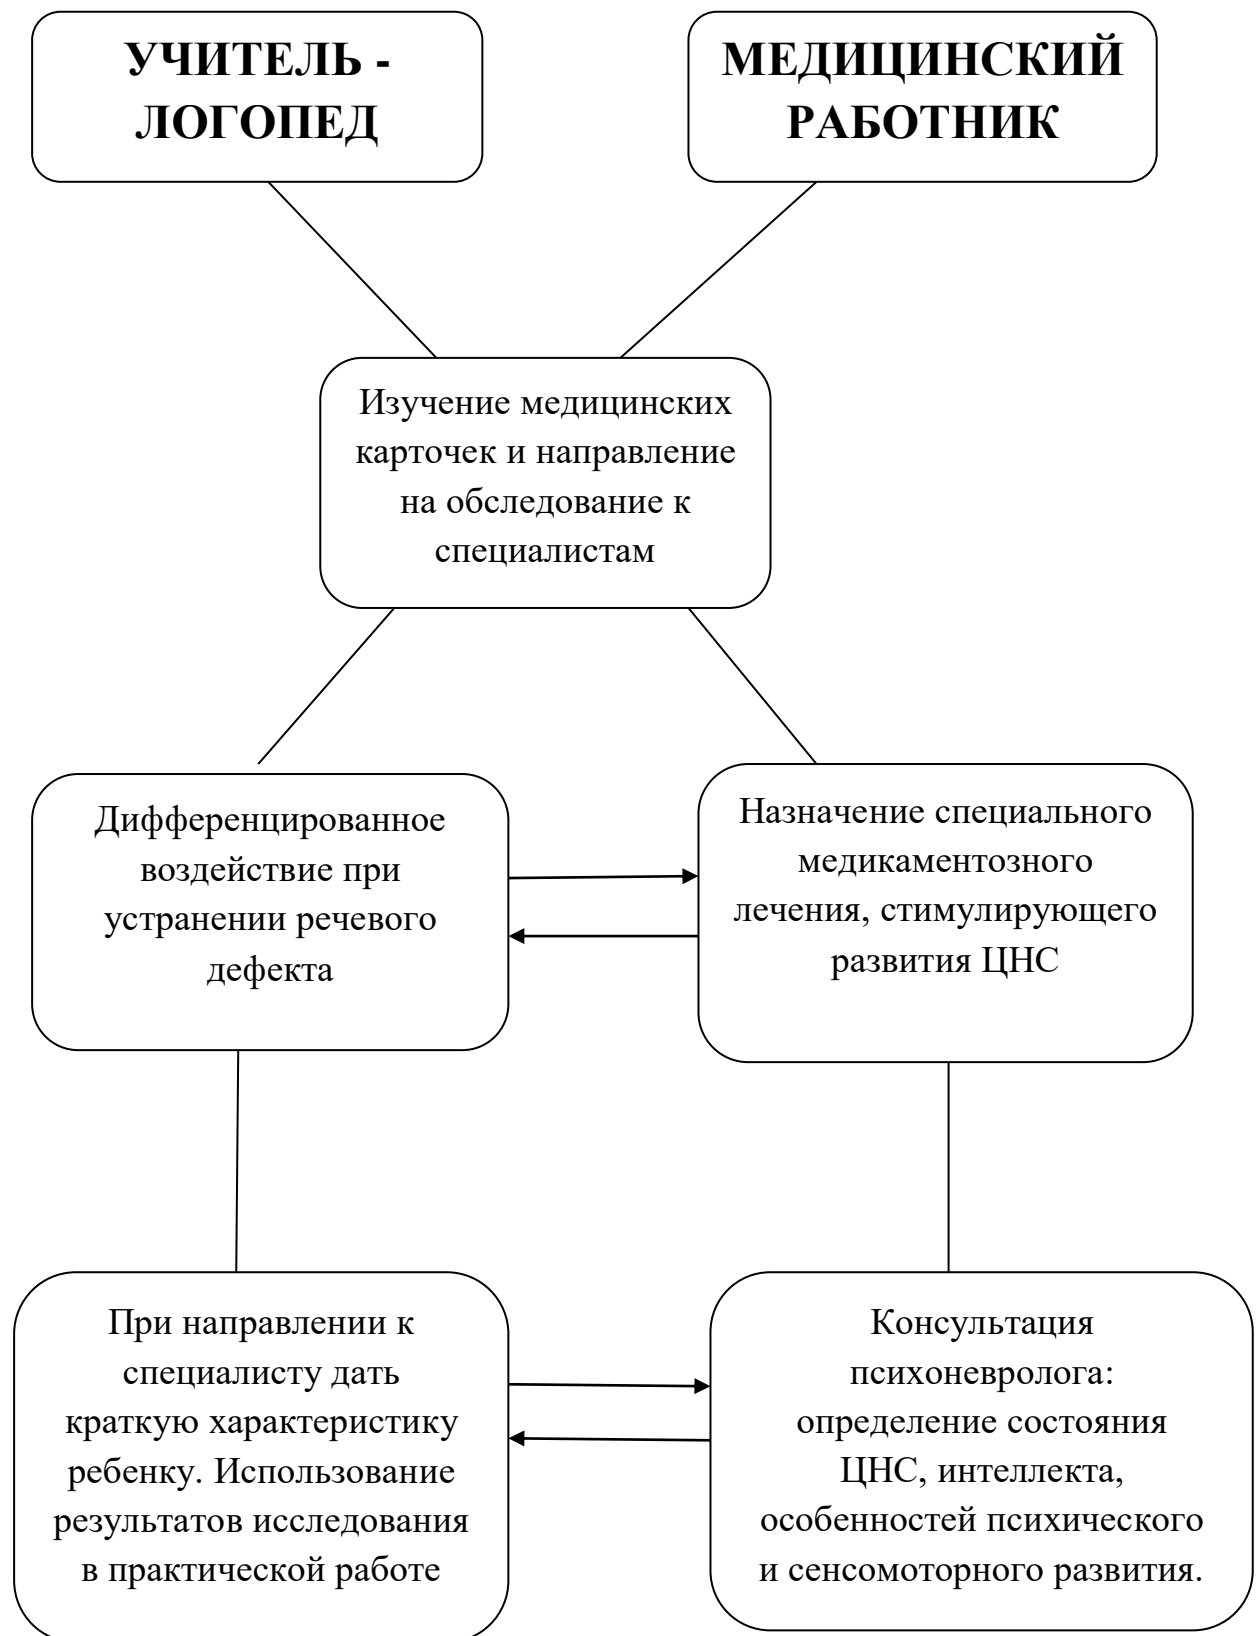 УЧИТЕЛЬ -
ЛОГОПЕД
МЕДИЦИНСКИЙ
РАБОТНИК
Изучение медицинских
карточек и направление
на обследование к
специалистам
Дифференцированное
воздействие при
устранении речевого
дефекта
Назначение специального
медикаментозного
лечения, стимулирующего
развития ЦНС
При направлении к
специалисту дать
краткую характеристику
ребенку. Использование
результатов исследования
в практической работе
Консультация
психоневролога:
определение состояния
ЦНС, интеллекта,
особенностей психического
и сенсомоторного развития.